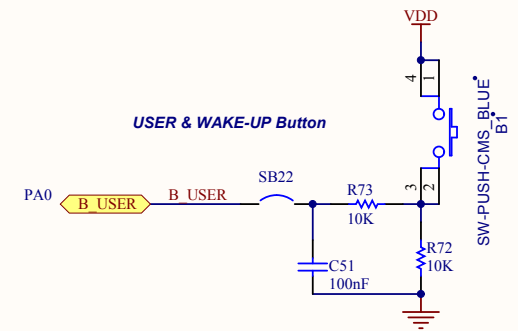 VDD
4
1
SW-PUSH-CMS_BLUE
B1
USER & WAKE-UP Button
SB22
PA0
B_USER
B_USER
R73
10K
3
2
R72
10K
C51
100nF